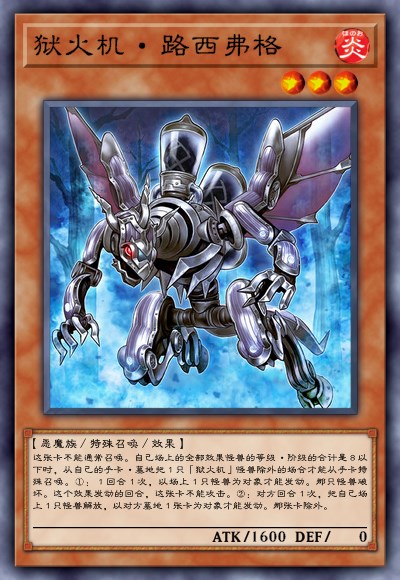 狱火机·路西弗格
炎
ほのお
【恶魔族／特殊召唤／效果】
这张卡不能通常召唤。自己场上的全部效果怪兽的等级·阶级的合计是8以
下时，从自己的手卡·墓地把1只「狱火机」怪兽除外的场合才能从手卡特
殊召唤。①：1回合1次，以场上1只怪兽为对象才能发动。那只怪兽破
坏。这个效果发动的回合，这张卡不能攻击。②：对方回合1次，把自己场
上1只怪兽解放，以对方墓地1张卡为对象才能发动。那张卡除外。
ATK/1600 DEF/ 0